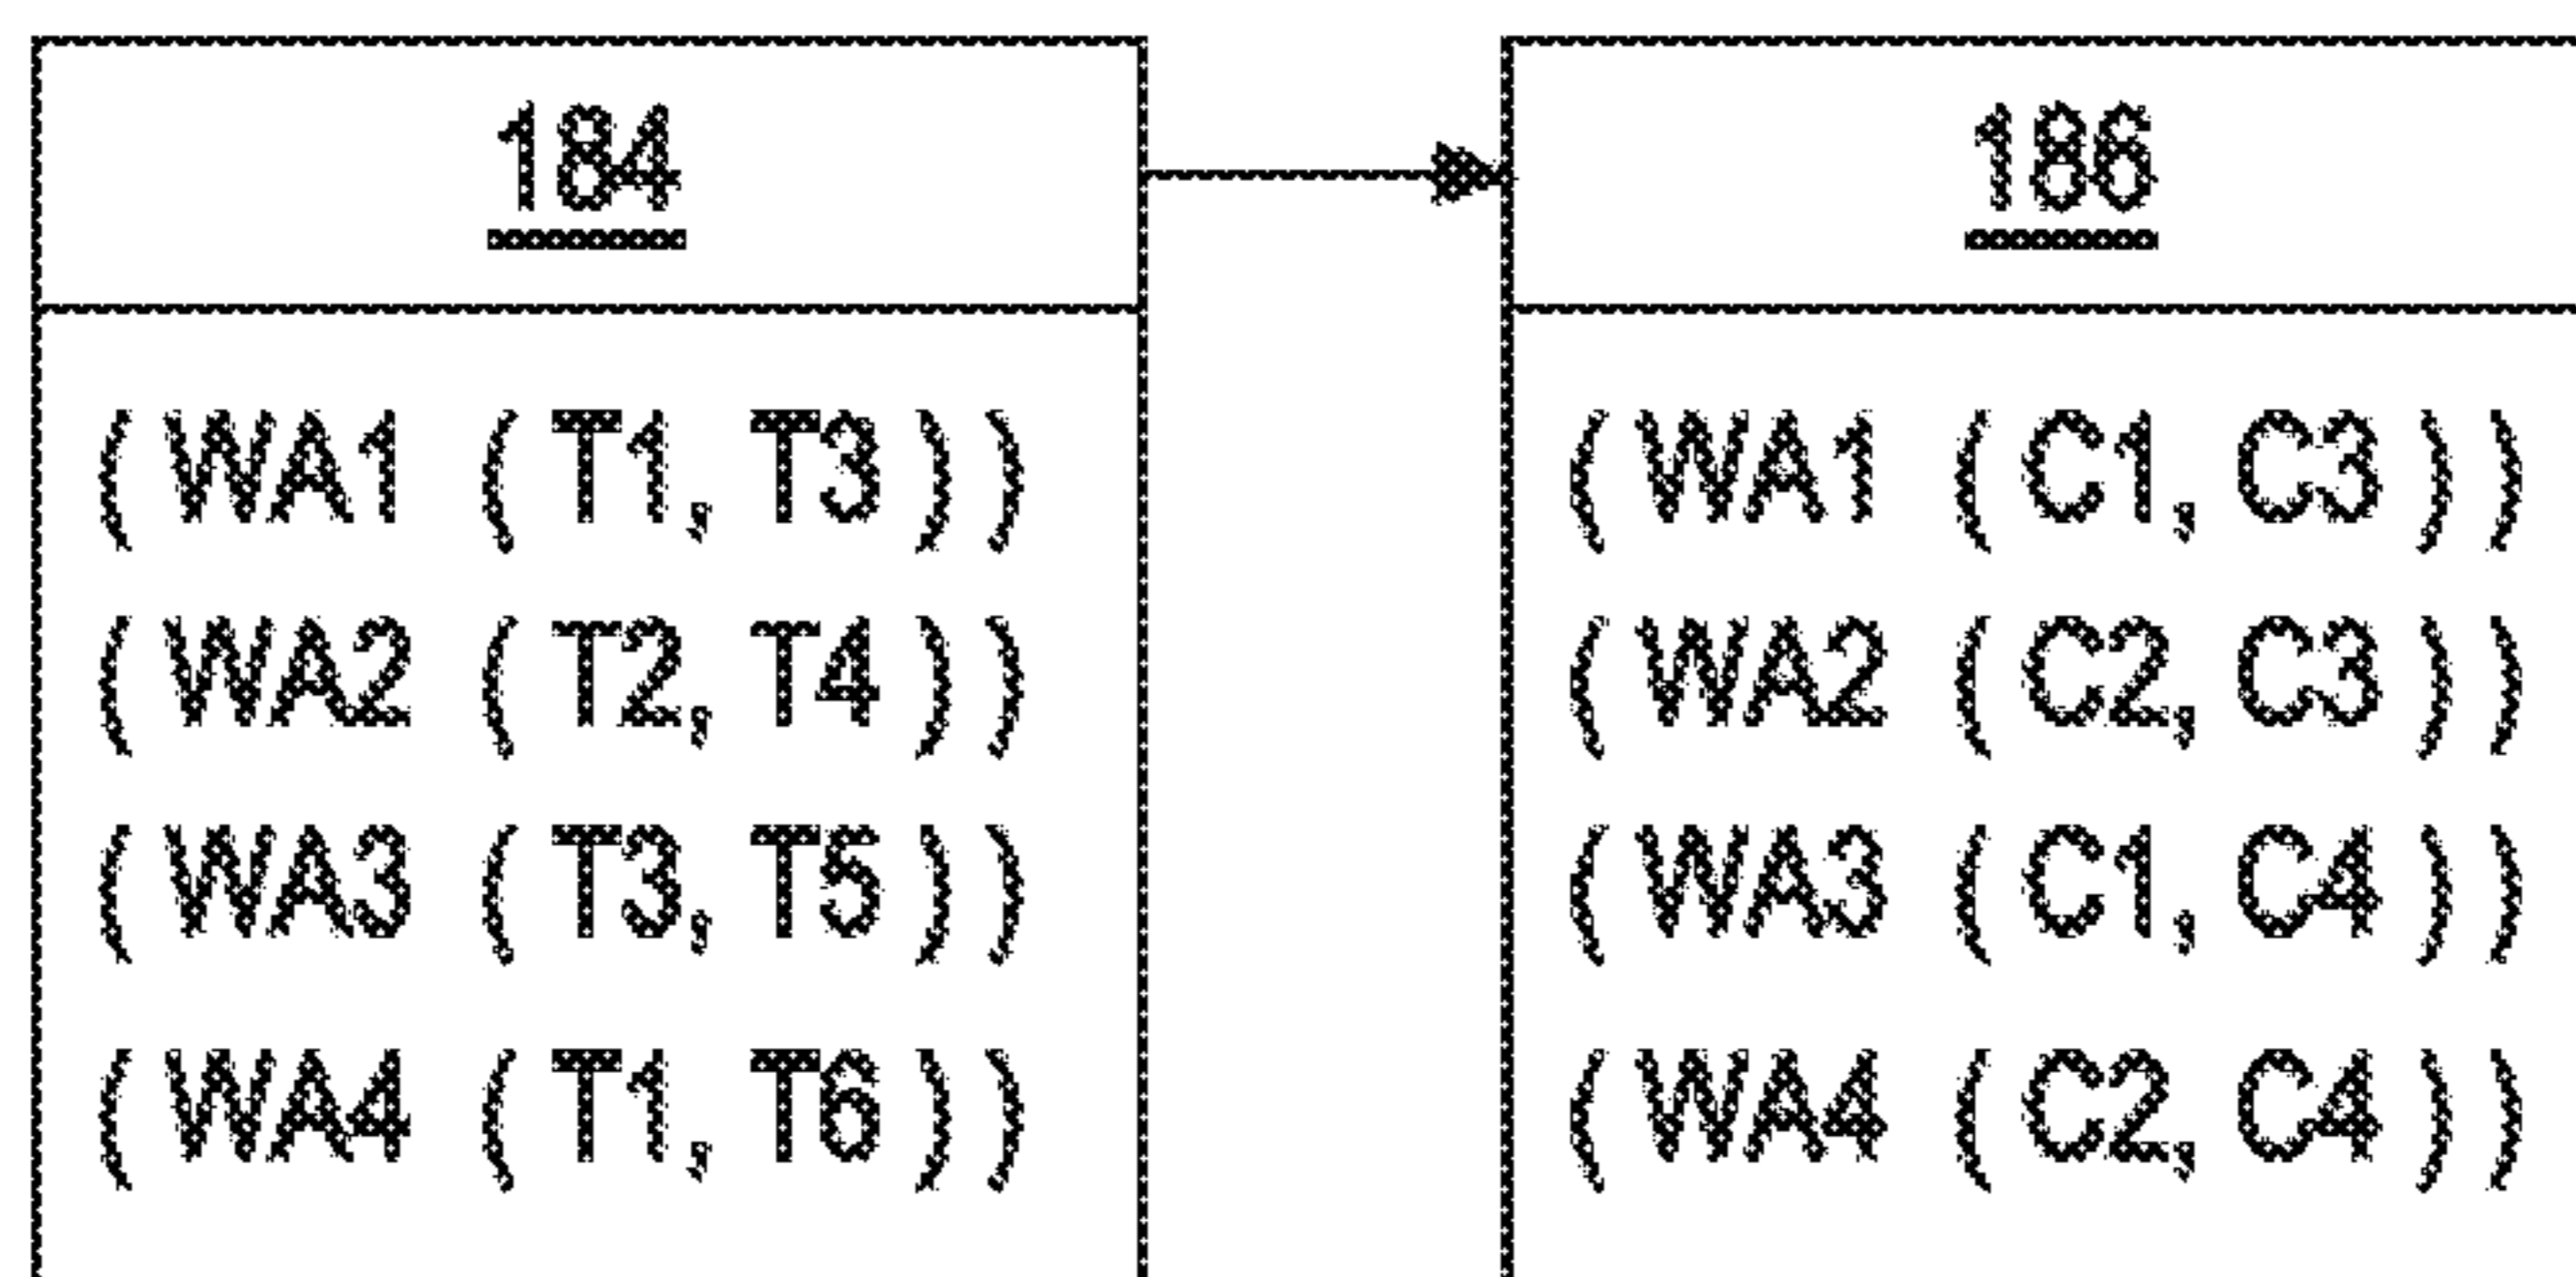 184
( WA1 ( T1, T3 ) )
( WA2 ( T2, T4 ) )
( WA3 ( T3, T5 ) )
( WA4 ( T1, T6 ) )
186
( WA1 ( C1, C3 ) )
( WA2 ( C2, C3 ) )
( WA3 ( C1, C4 ) )
( WA4 ( C2, C4 ) )